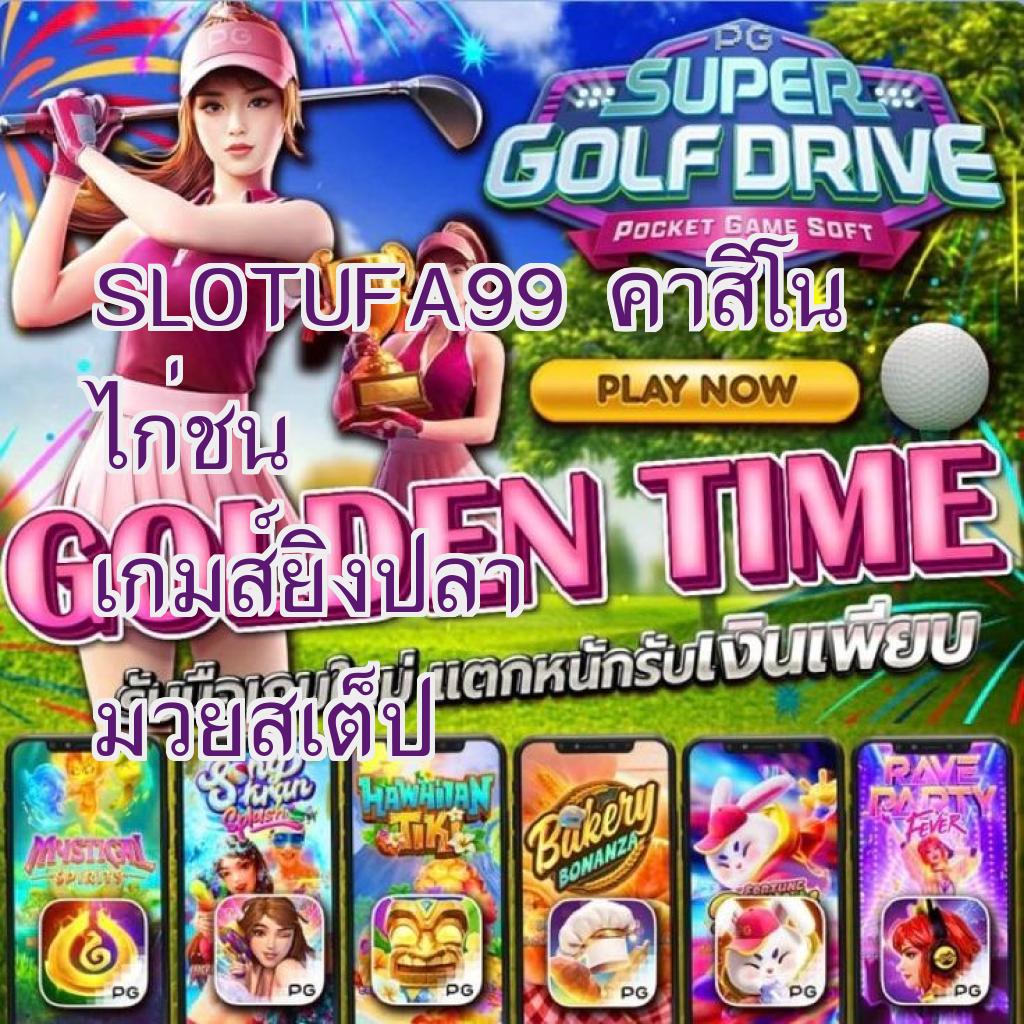 PG
PG
SUPER
GOLF DRIVE
POCKET GAME SOFT
SLOTUFA99 คาสิโน
PLAY NOW
ไก่ชน
GOLDEN TIME
เกมส์ยิงปลา
แตกหนักรับเงินเพียบ
มวยสเต็ป
MYSTICAL
SPIRITS
Splash
HAWAIIAN
TIKI
Bakery
BONANZA
FORTUNE
RAVE
PARTY
FEVER
PG
PG
PG
PG
PG
PG